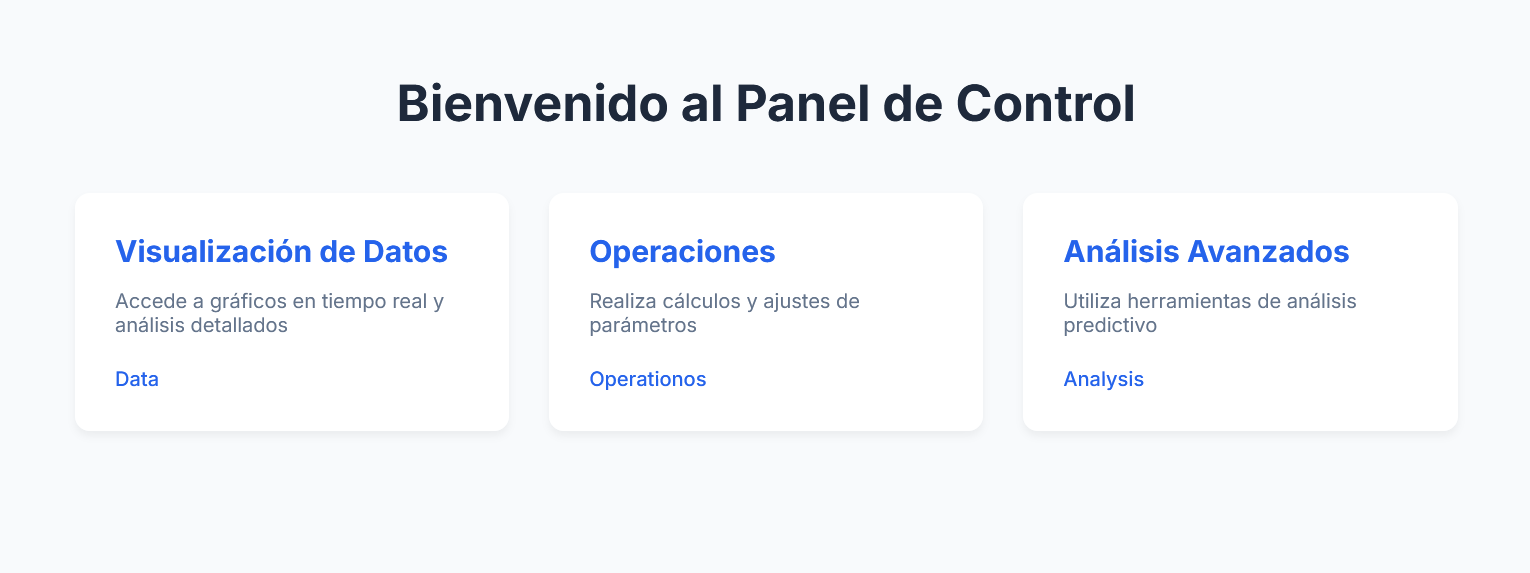 Bienvenido al Panel de Control
Visualización de Datos
Accede a gráficos en tiempo real y
análisis detallados
Data
Operaciones
Realiza cálculos y ajustes de
parámetros
Operationos
Análisis Avanzados
Utiliza herramientas de análisis
predictivo
Analysis